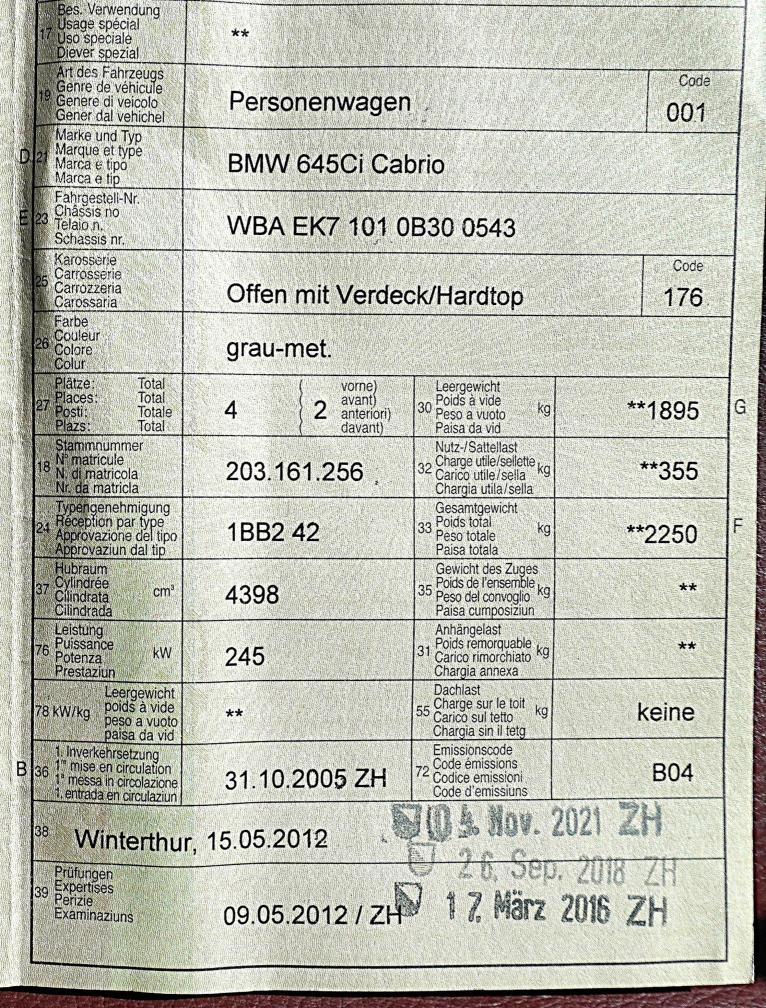 17 Bes. Verwendung
Usage spécial
Uso speciale
Diever spezial
**
19 Art des Fahrzeugs
Genre de véhicule
Genere di veicolo
Gener dal vehichel
Personenwagen
Code
001
D 21 Marke und Typ
Marque et type
Marca e tipo
Marca e tip
BMW 645Ci Cabrio
E 23 Fahrgestell-Nr.
Châssis no
Telaio n.
Schassis nr.
WBA EK7 101 0B30 0543
25 Karosserie
Carrosserie
Carrozzeria
Carossaria
Offen mit Verdeck/Hardtop
Code
176
26 Farbe
Couleur
Colore
Colur
grau-met.
27 Plätze: Total
Places: Total
Posti: Totale
Plazs: Total
4
( 2 vorne)
avant)
anteriori)
davant)
30 Leergewicht
Poids à vide
Peso a vuoto
Paisa da vid
kg
**1895
G
18 Stammnummer
N° matricule
N. di matricola
Nr. da matricla
203.161.256
32 Nutz-/Sattellast
Charge utile/sellette
Carico utile/sella
Chargia utila/sella
kg
**355
24 Typengenehmigung
Réception par type
Approvazione del tipo
Approvaziun dal tip
1BB2 42
33 Gesamtgewicht
Poids total
Peso totale
Paisa totala
kg
**2250
F
37 Hubraum
Cylindrée
Cilindrata
Cilindrada
cm³
4398
35 Gewicht des Zuges
Poids de l'ensemble
Peso del convoglio
Paisa cumposiziun
kg
**
76 Leistung
Puissance
Potenza
Prestaziun
kW
245
31 Anhängelast
Poids remorquable
Carico rimorchiato
Chargia annexa
kg
**
78 kW/kg
Leergewicht
poids à vide
peso a vuoto
paisa da vid
**
55 Dachlast
Charge sur le toit
Carico sul tetto
Chargia sin il tetg
kg
keine
B 36 1. Inverkehrsetzung
1re mise en circulation
1a messa in circolazione
1. entrada en circulaziun
31.10.2005 ZH
72 Emissionscode
Code émissions
Codice emissioni
Code d'emissiuns
B04
38 Winterthur, 15.05.2012
Nov. 2021 ZH
26. Sep. 2018 ZH
39 Prüfungen
Expertises
Perizie
Examinaziuns
09.05.2012 / ZH
17. März 2016 ZH